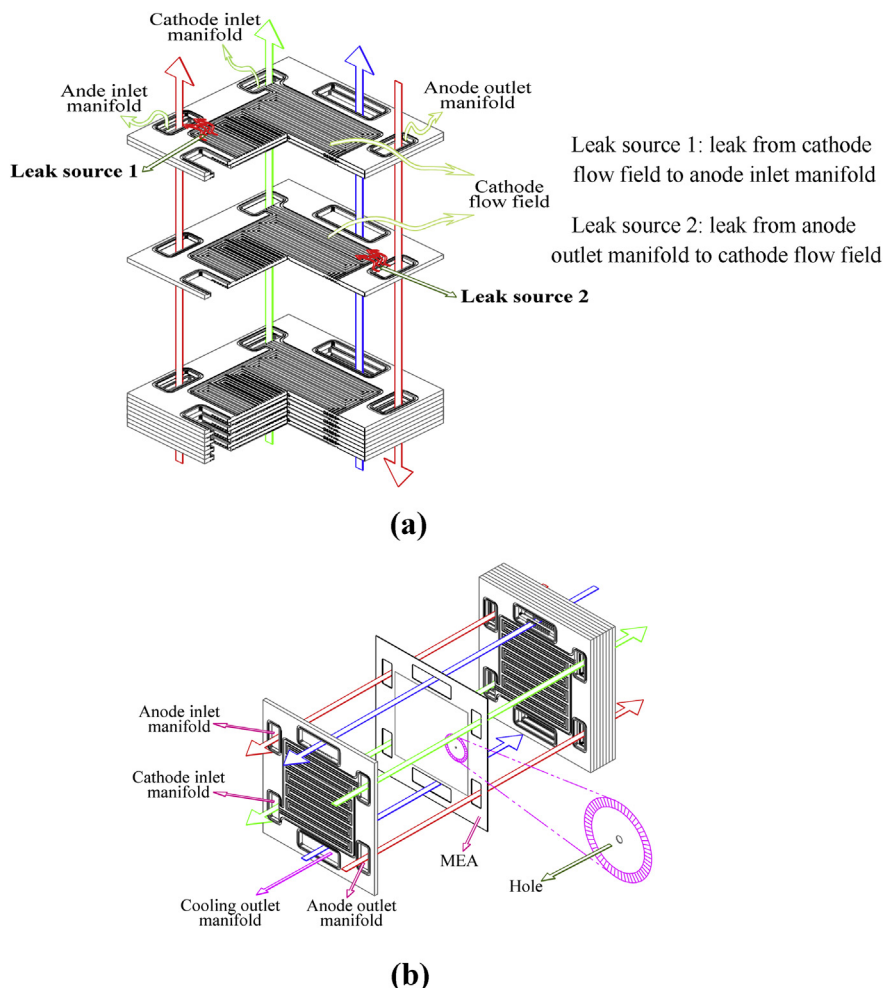 Cathode inlet
manifold
Ande inlet
manifold
Anode outlet
manifold
Leak source 1
Cathode
flow field
Leak source 2
Leak source 1: leak from cathode
flow field to anode inlet manifold
Leak source 2: leak from anode
outlet manifold to cathode flow field
(a)
Anode inlet
manifold
Cathode inlet
manifold
Cooling outlet
manifold
Anode outlet
manifold
MEA
Hole
(b)